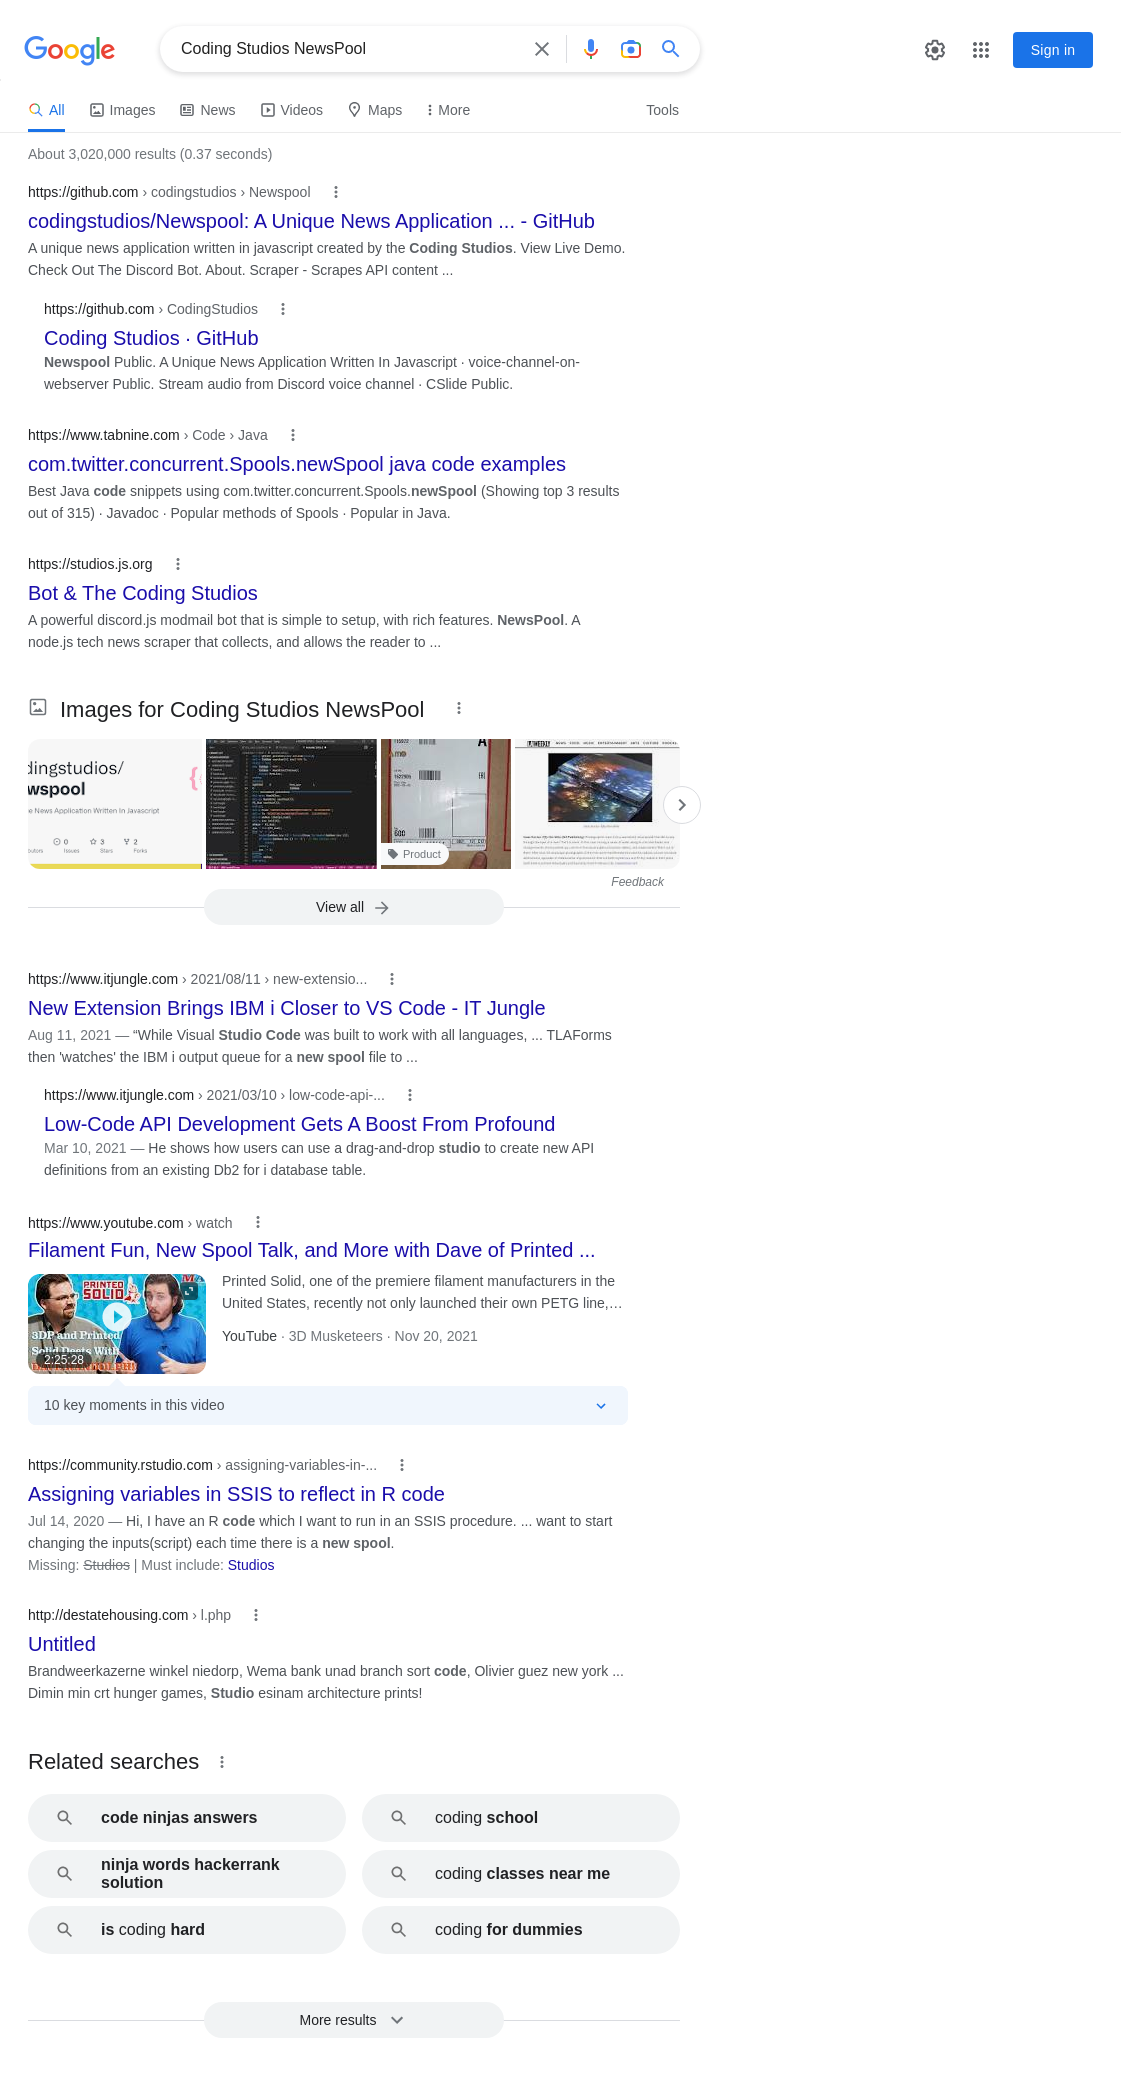 Google
Coding Studios NewsPool
Sign in
All Images News Videos Maps More Tools
About 3,020,000 results (0.37 seconds)
https://github.com › codingstudios › Newspool
codingstudios/Newspool: A Unique News Application ... - GitHub
A unique news application written in javascript created by the Coding Studios. View Live Demo.
Check Out The Discord Bot. About. Scraper - Scrapes API content ...
https://github.com › CodingStudios
Coding Studios · GitHub
Newspool Public. A Unique News Application Written In Javascript · voice-channel-on-
webserver Public. Stream audio from Discord voice channel · CSlide Public.
https://www.tabnine.com › Code › Java
com.twitter.concurrent.Spools.newSpool java code examples
Best Java code snippets using com.twitter.concurrent.Spools.newSpool (Showing top 3 results
out of 315) · Javadoc · Popular methods of Spools · Popular in Java.
https://studios.js.org
Bot & The Coding Studios
A powerful discord.js modmail bot that is simple to setup, with rich features. NewsPool. A
node.js tech news scraper that collects, and allows the reader to ...
Images for Coding Studios NewsPool
dingstudios/
wspool
e News Application Written In Javascript
0 3 2
Issues Stars Forks
Product
Feedback
View all
https://www.itjungle.com › 2021/08/11 › new-extensio...
New Extension Brings IBM i Closer to VS Code - IT Jungle
Aug 11, 2021 — “While Visual Studio Code was built to work with all languages, ... TLAForms
then 'watches' the IBM i output queue for a new spool file to ...
https://www.itjungle.com › 2021/03/10 › low-code-api-...
Low-Code API Development Gets A Boost From Profound
Mar 10, 2021 — He shows how users can use a drag-and-drop studio to create new API
definitions from an existing Db2 for i database table.
https://www.youtube.com › watch
Filament Fun, New Spool Talk, and More with Dave of Printed ...
PRINTED
SOLID
3DP and Printed
Solid Deets With
2:25:28
Printed Solid, one of the premiere filament manufacturers in the
United States, recently not only launched their own PETG line,…
YouTube · 3D Musketeers · Nov 20, 2021
10 key moments in this video
https://community.rstudio.com › assigning-variables-in-...
Assigning variables in SSIS to reflect in R code
Jul 14, 2020 — Hi, I have an R code which I want to run in an SSIS procedure. ... want to start
changing the inputs(script) each time there is a new spool.
Missing: Studios | Must include: Studios
http://destatehousing.com › l.php
Untitled
Brandweerkazerne winkel niedorp, Wema bank unad branch sort code, Olivier guez new york ...
Dimin min crt hunger games, Studio esinam architecture prints!
Related searches
code ninjas answers
coding school
ninja words hackerrank
solution
coding classes near me
is coding hard
coding for dummies
More results